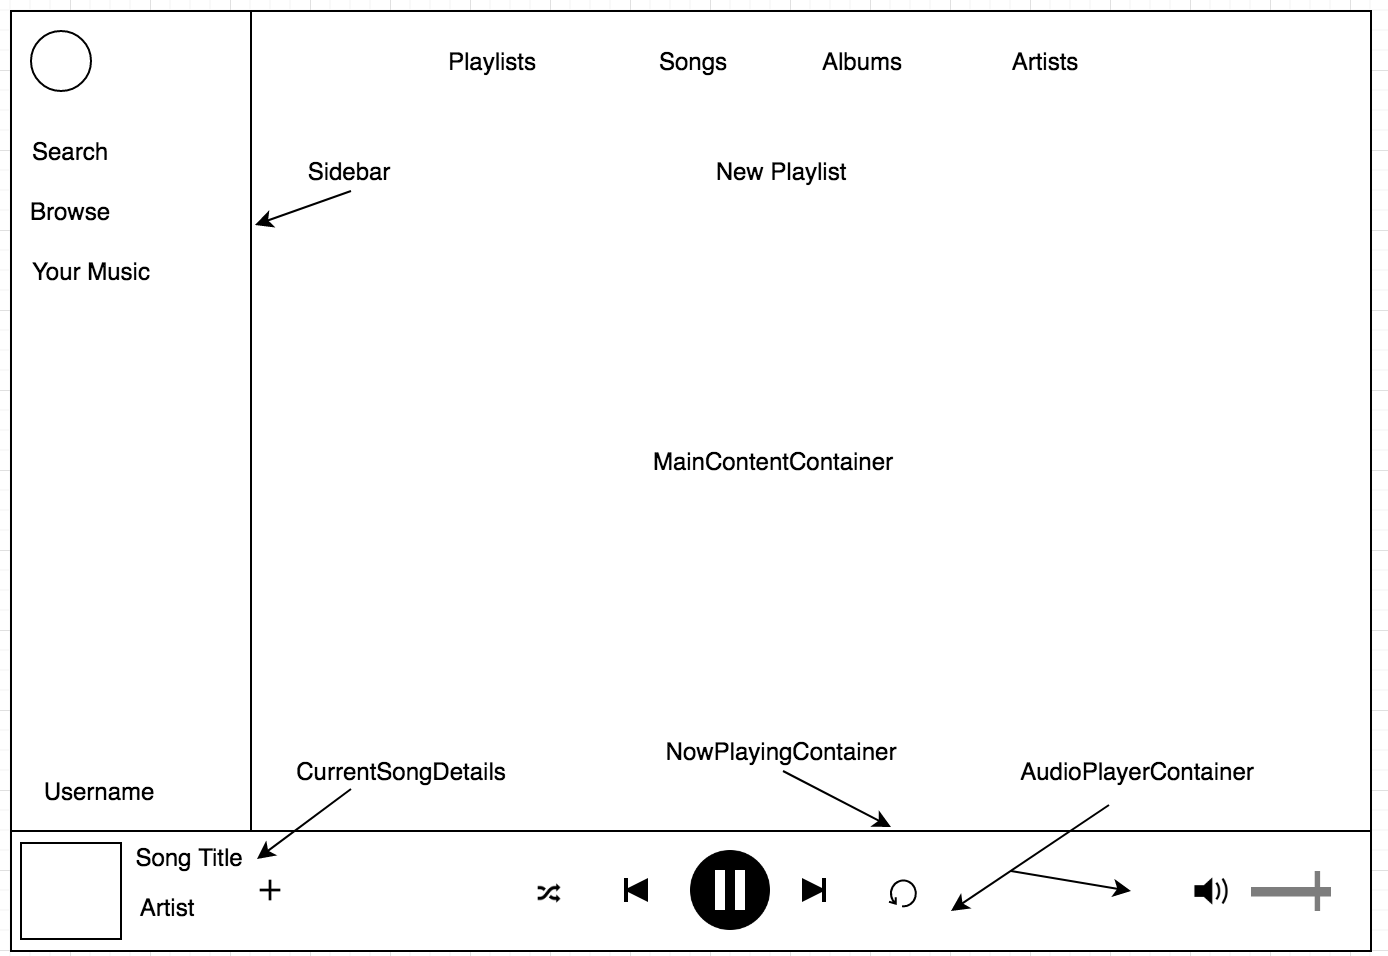 Playlists
Songs
Albums
Artists
Search
Sidebar
New Playlist
Browse
Your Music
MainContentContainer
NowPlayingContainer
CurrentSongDetails
AudioPlayerContainer
Username
Song Title
Artist